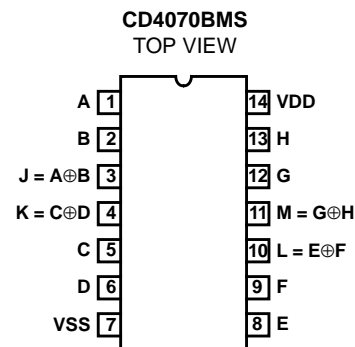 CD4070BMS
TOP VIEW
A 1 14 VDD
B 2 13 H
J = A⊕B 3 12 G
K = C⊕D 4 11 M = G⊕H
C 5 10 L = E⊕F
D 6 9 F
VSS 7 8 E